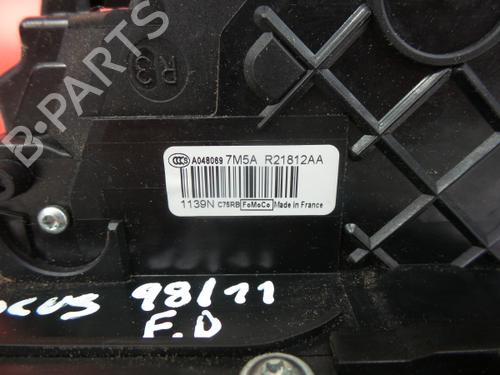 R3
A048069 7M5A R21812AA
1139N C75RB FoMoCo Made in France
OCUS 98/11
F.D
B-PARTS